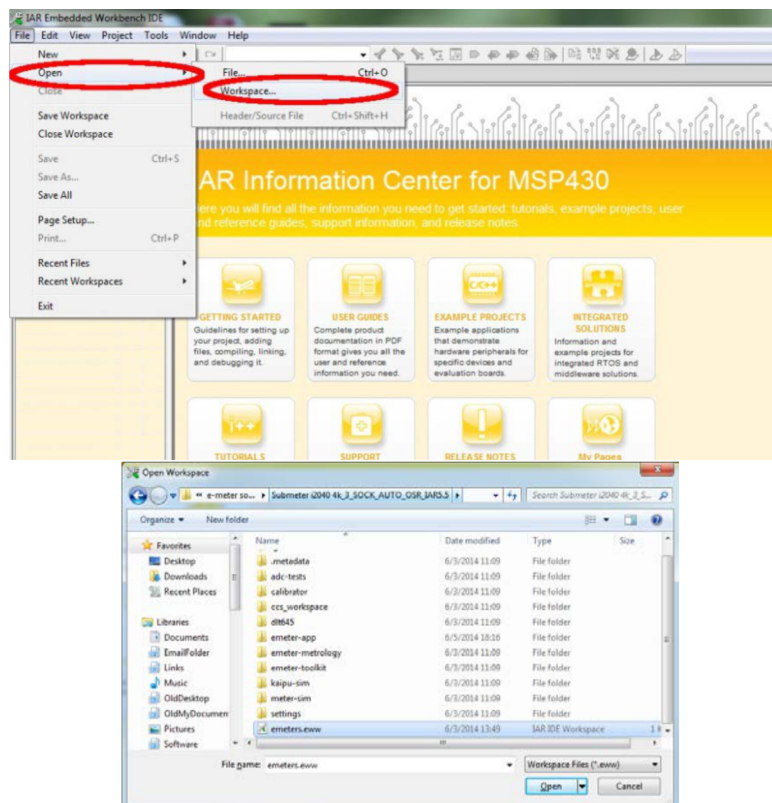 IAR Embedded Workbench IDE
File Edit View Project Tools Window Help
New
Open
File... Ctrl+O
Close
Workspace...
Header/Source File Ctrl+Shift+H
Save Workspace
Close Workspace
Save Ctrl+S
Save As...
Save All
Page Setup...
Print... Ctrl+P
Recent Files
Recent Workspaces
Exit
AR Information Center for MSP430
ere you will find all the information you need to get started: tutorials, example projects, user
nd reference guides, support information, and release notes.
GETTING STARTED
Guidelines for setting up
your project, adding
files, compiling, linking,
and debugging it.
USER GUIDES
Complete product
documentation in PDF
format gives you all the
user and reference
information you need.
C/C++
EXAMPLE PROJECTS
Example applications
that demonstrate
hardware peripherals for
specific devices and
evaluation boards.
INTEGRATED
SOLUTIONS
Information and
example projects for
integrated RTOS and
middleware solutions.
i++
TUTORIALS
SUPPORT
RELEASE NOTES
My Pages
Open Workspace
« e-meter so... Submeter i2040 4k_3_SOCK_AUTO_OSR_IAR5.5
Search Submeter i2040 4k_3_S...
Organize New folder
Name Date modified Type Size
Favorites
Desktop
Downloads
Recent Places
Libraries
Documents
EmailFolder
Links
Music
OldDesktop
OldMyDocumen
Pictures
Software
.metadata 6/3/2014 11:09 File folder
adc-tests 6/3/2014 11:09 File folder
calibrator 6/3/2014 11:09 File folder
ccs_workspace 6/3/2014 11:09 File folder
dlt645 6/3/2014 11:09 File folder
emeter-app 6/5/2014 16:16 File folder
emeter-metrology 6/3/2014 11:09 File folder
emeter-toolkit 6/3/2014 11:09 File folder
kaipu-sim 6/3/2014 11:09 File folder
meter-sim 6/3/2014 11:09 File folder
settings 6/3/2014 11:09 File folder
emeters.eww 6/3/2014 13:49 IAR IDE Workspace 1
File name: emeters.eww
Workspace Files (*.eww)
Open Cancel